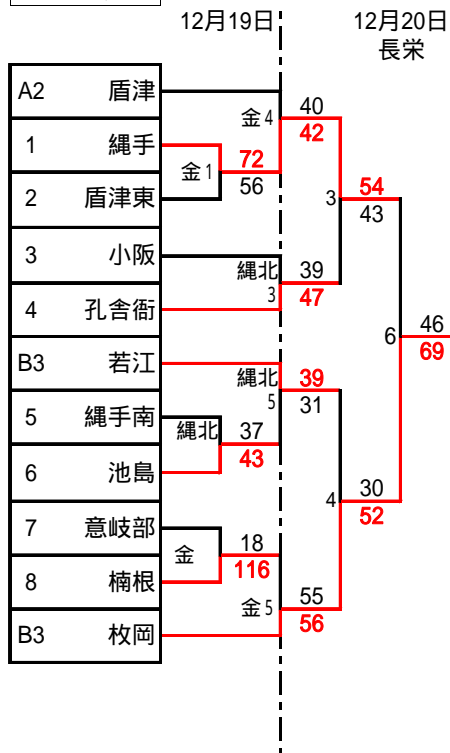 12月19日 12月20日
長栄
A2 盾津
金4 40
42
1 縄手
金1 72
56
2 盾津東
3 54
43
3 小阪
縄北 39
3 47
4 孔舎衙
6 46
69
B3 若江
縄北 39
5 31
5 縄手南
縄北 37
43
6 池島
4 30
52
7 意岐部
金 18
116
8 楠根
金5 55
56
B3 枚岡